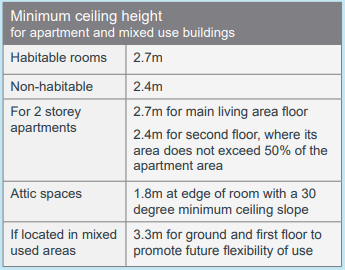 Minimum ceiling height
for apartment and mixed use buildings
Habitable rooms 2.7m
Non-habitable 2.4m
For 2 storey apartments 2.7m for main living area floor
2.4m for second floor, where its
area does not exceed 50% of the
apartment area
Attic spaces 1.8m at edge of room with a 30
degree minimum ceiling slope
If located in mixed used areas 3.3m for ground and first floor to
promote future flexibility of use